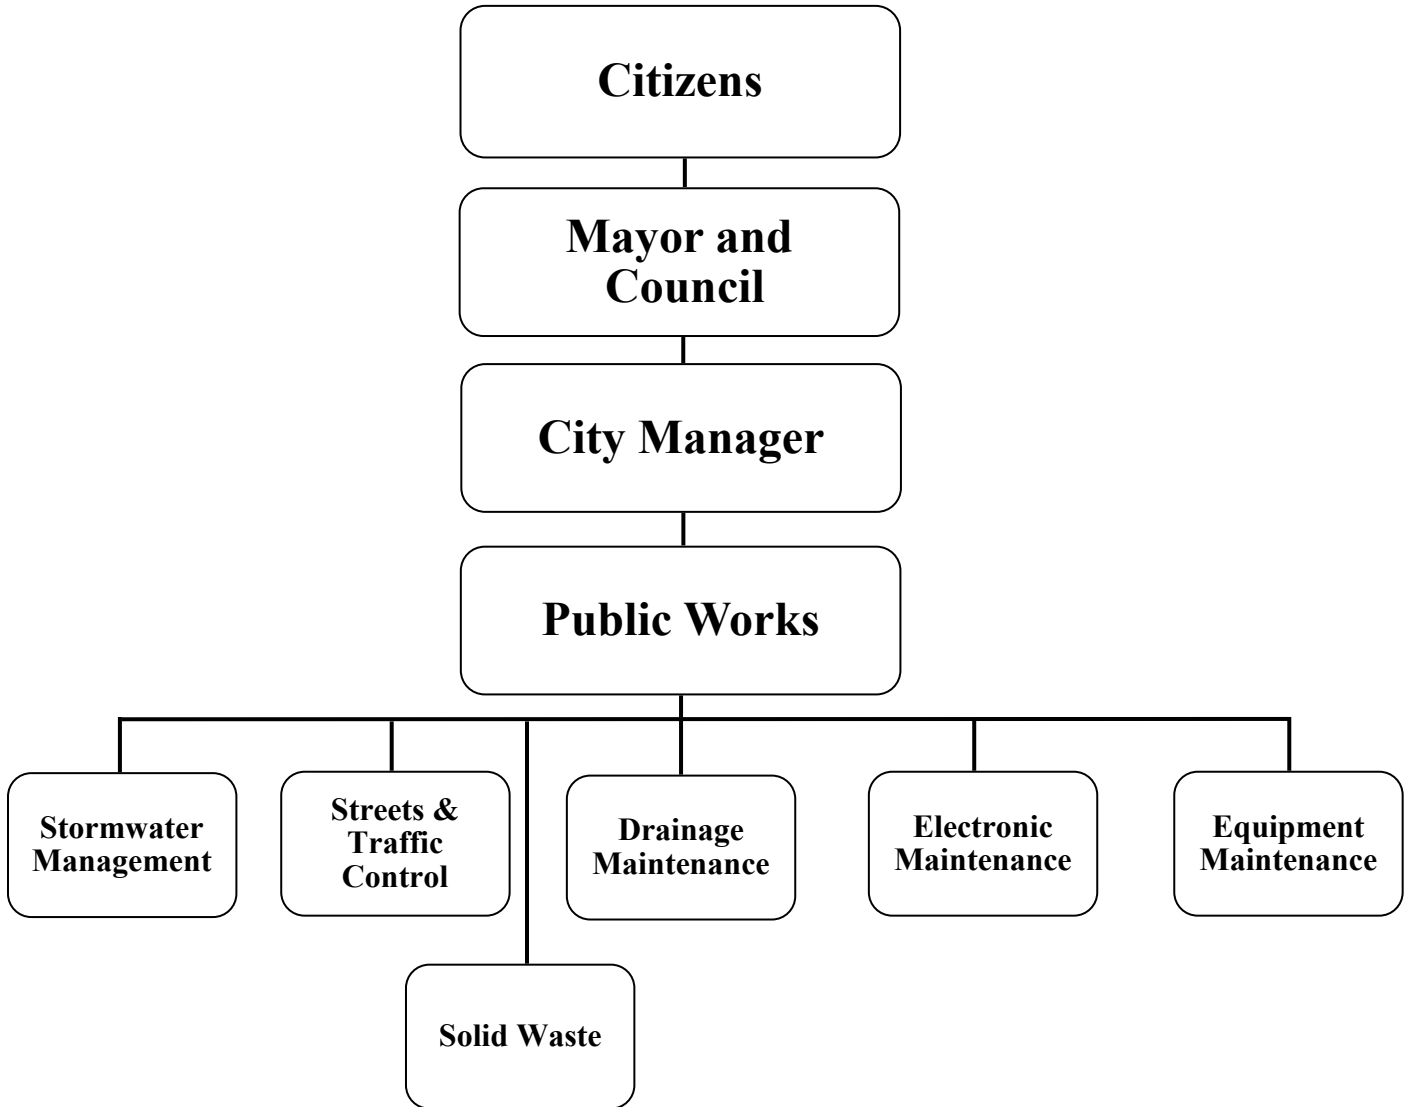 Citizens
Mayor and
Council
City Manager
Public Works
Stormwater
Management
Streets &
Traffic
Control
Drainage
Maintenance
Electronic
Maintenance
Equipment
Maintenance
Solid Waste